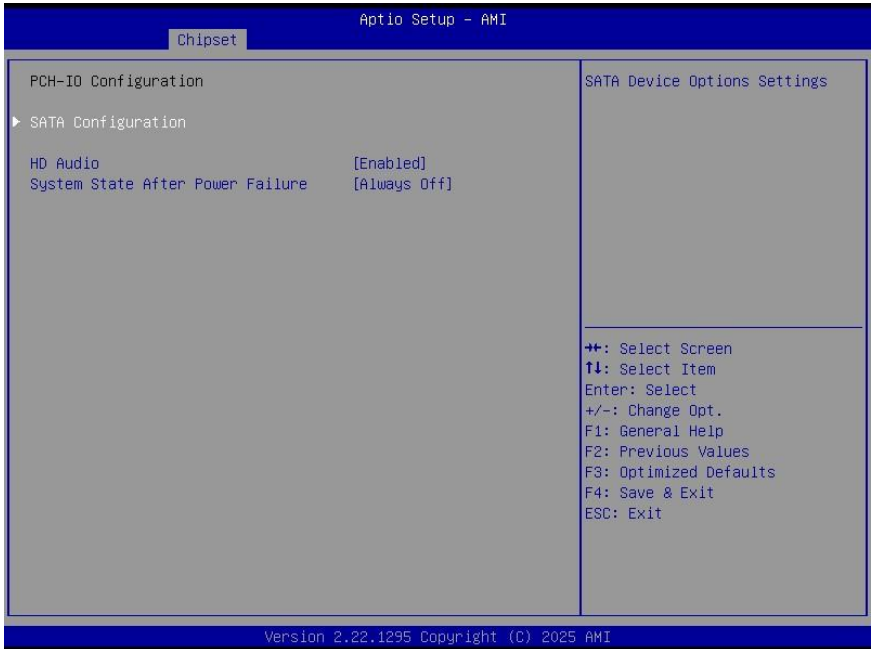 Aptio Setup – AMI
Chipset
PCH-IO Configuration
SATA Configuration
HD Audio [Enabled]
System State After Power Failure [Always Off]
SATA Device Options Settings
→←: Select Screen
↑↓: Select Item
Enter: Select
+/-: Change Opt.
F1: General Help
F2: Previous Values
F3: Optimized Defaults
F4: Save & Exit
ESC: Exit
Version 2.22.1295 Copyright (C) 2025 AMI